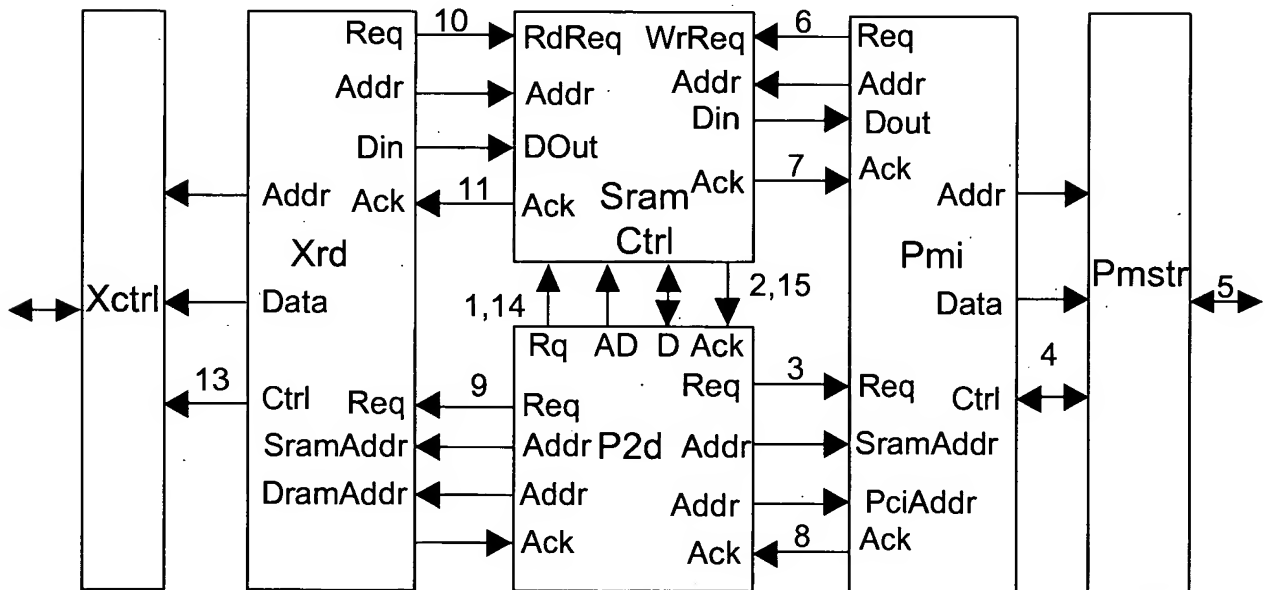 Req 10 RdReq WrReq 6 Req
Addr Addr Addr Addr
Din DOut Din Dout
Addr Ack 11 Ack Sram Ctrl Ack 7 Ack Addr
Xctrl Xrd Pmi Pmstr
Data 1,14 2,15 Data 5
Rq AD D Ack
13 Ctrl Req 9 Req Req 3 Req Ctrl 4
SramAddr Addr P2d Addr SramAddr
DramAddr Addr Addr PciAddr
Ack Ack 8 Ack